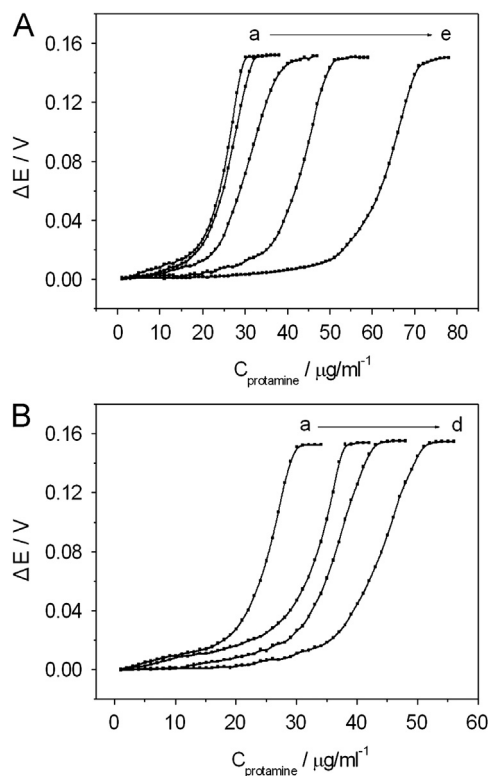 A
a e
0.16
0.12
0.08
0.04
0.00
ΔE / V
0 10 20 30 40 50 60 70 80
C protamine / μg/ml⁻¹
B
a d
0.16
0.12
0.08
0.04
0.00
ΔE / V
0 10 20 30 40 50 60
C protamine / μg/ml⁻¹